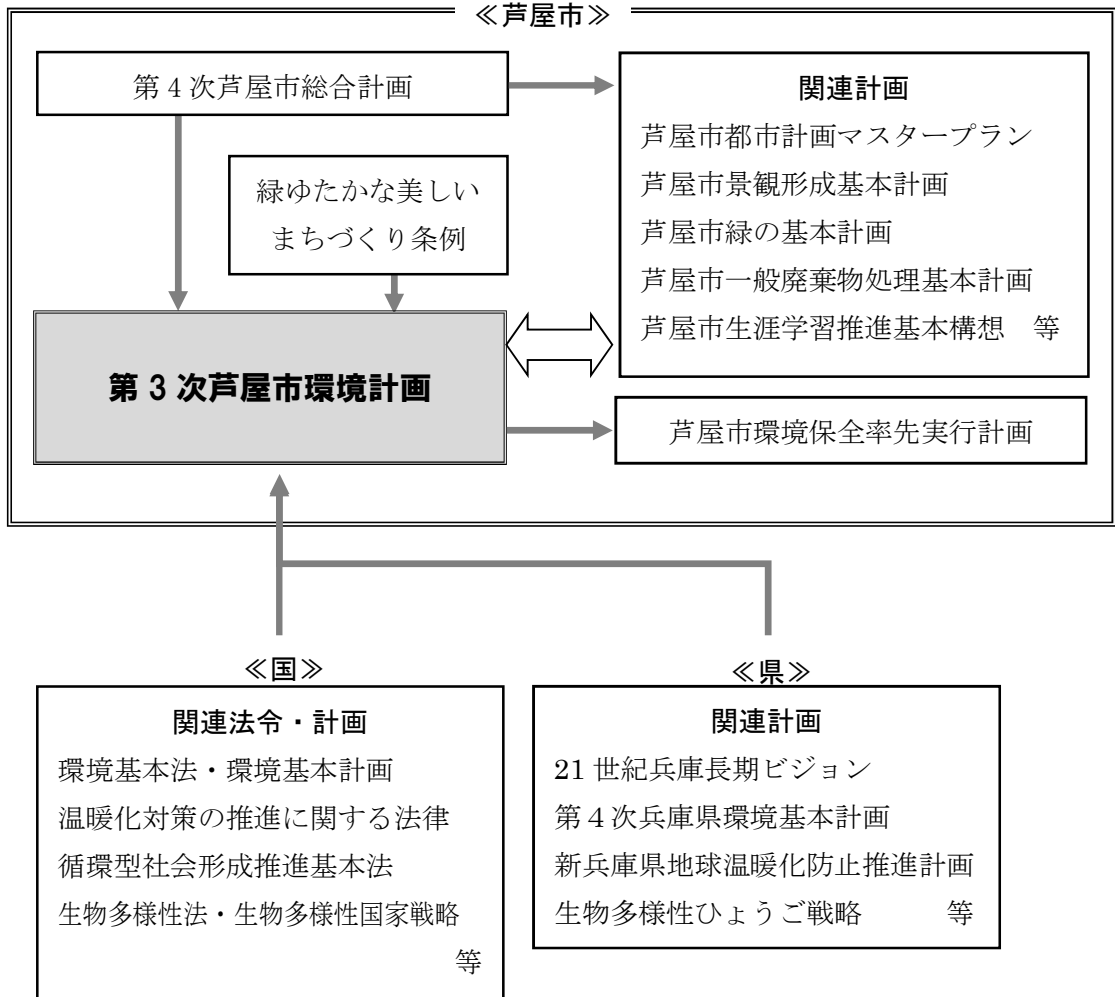 ≪芦屋市≫
第4次芦屋市総合計画
緑ゆたかな美しい
まちづくり条例
第3次芦屋市環境計画
関連計画
芦屋市都市計画マスタープラン
芦屋市景観形成基本計画
芦屋市緑の基本計画
芦屋市一般廃棄物処理基本計画
芦屋市生涯学習推進基本構想　等
芦屋市環境保全率先実行計画
≪国≫
関連法令・計画
環境基本法・環境基本計画
温暖化対策の推進に関する法律
循環型社会形成推進基本法
生物多様性法・生物多様性国家戦略
等
≪県≫
関連計画
21世紀兵庫長期ビジョン
第4次兵庫県環境基本計画
新兵庫県地球温暖化防止推進計画
生物多様性ひょうご戦略　等